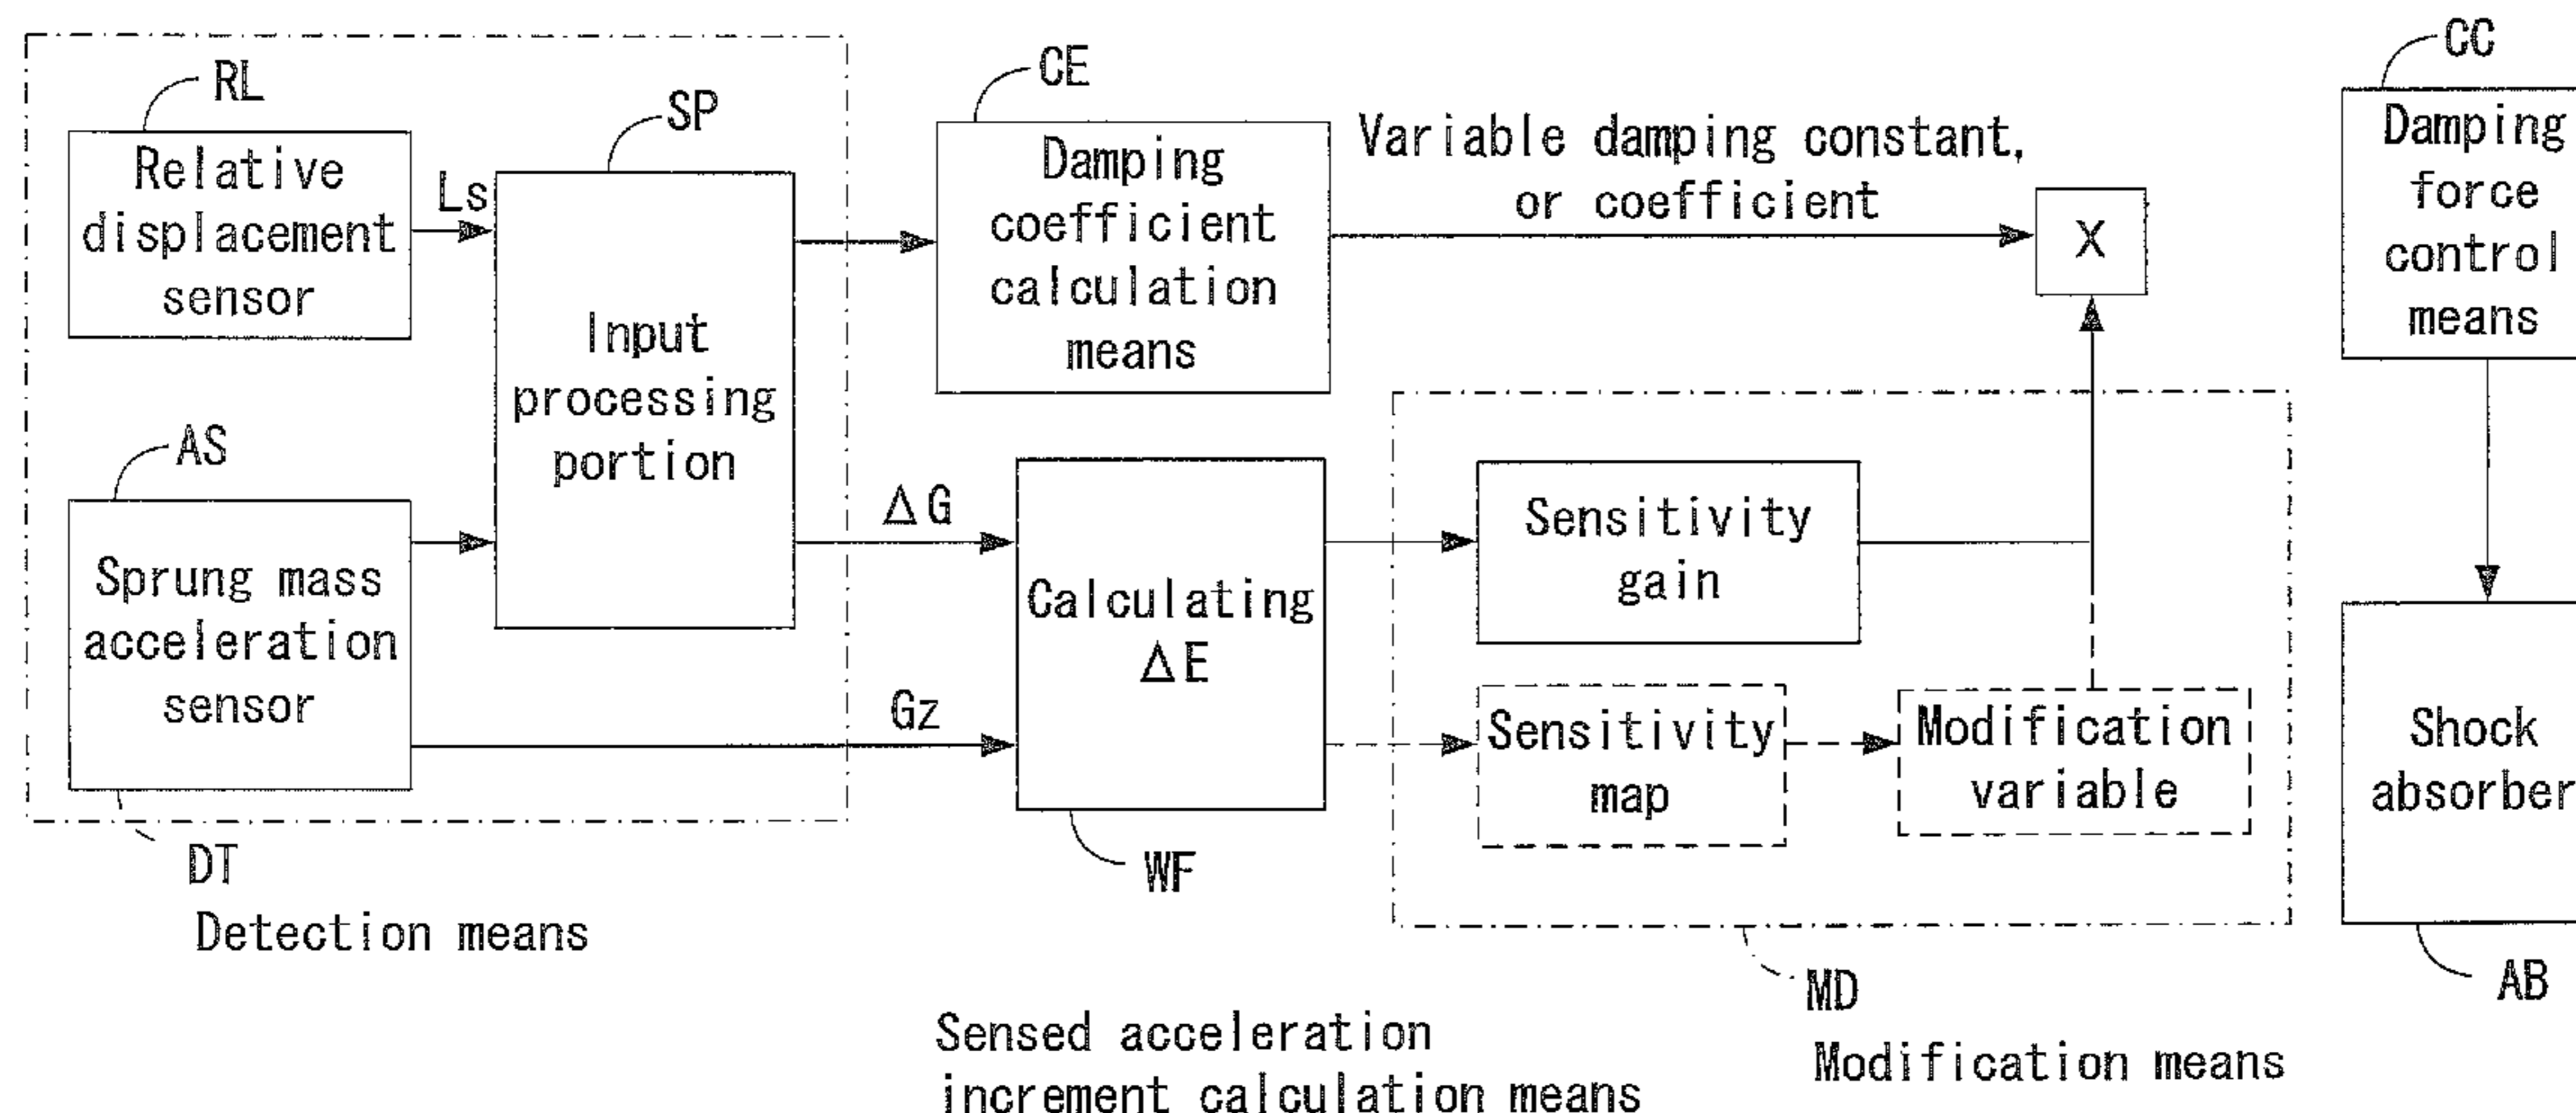 RL
Relative
displacement
sensor
Ls
AS
Sprung mass
acceleration
sensor
SP
Input
processing
portion
DT
Detection means
CE
Damping
coefficient
calculation
means
Variable damping constant,
or coefficient
X
ΔG
Gz
Calculating
ΔE
WF
Sensed acceleration
increment calculation means
Sensitivity
gain
Sensitivity
map
Modification
variable
MD
Modification means
CC
Damping
force
control
means
Shock
absorber
AB